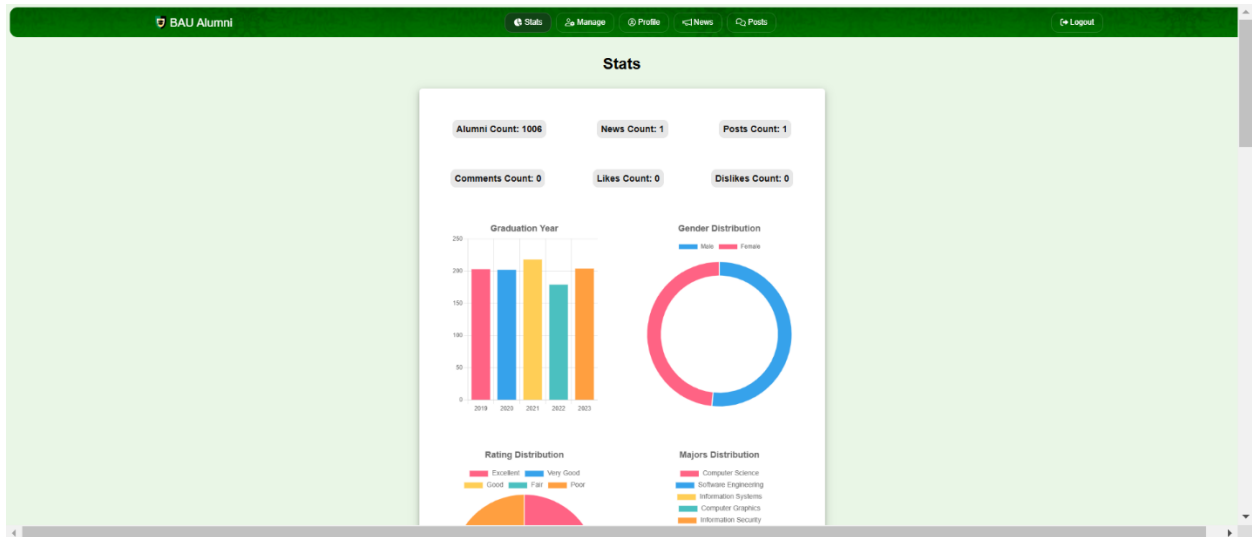 BAU Alumni
Stats
Manage
Profile
News
Posts
Logout
Stats
Alumni Count: 1006
News Count: 1
Posts Count: 1
Comments Count: 0
Likes Count: 0
Dislikes Count: 0
Graduation Year
250
200
150
100
50
0
2019 2020 2021 2022 2023
Gender Distribution
Male Female
Rating Distribution
Excellent Very Good
Good Fair Poor
Majors Distribution
Computer Science
Software Engineering
Information Systems
Computer Graphics
Information Security